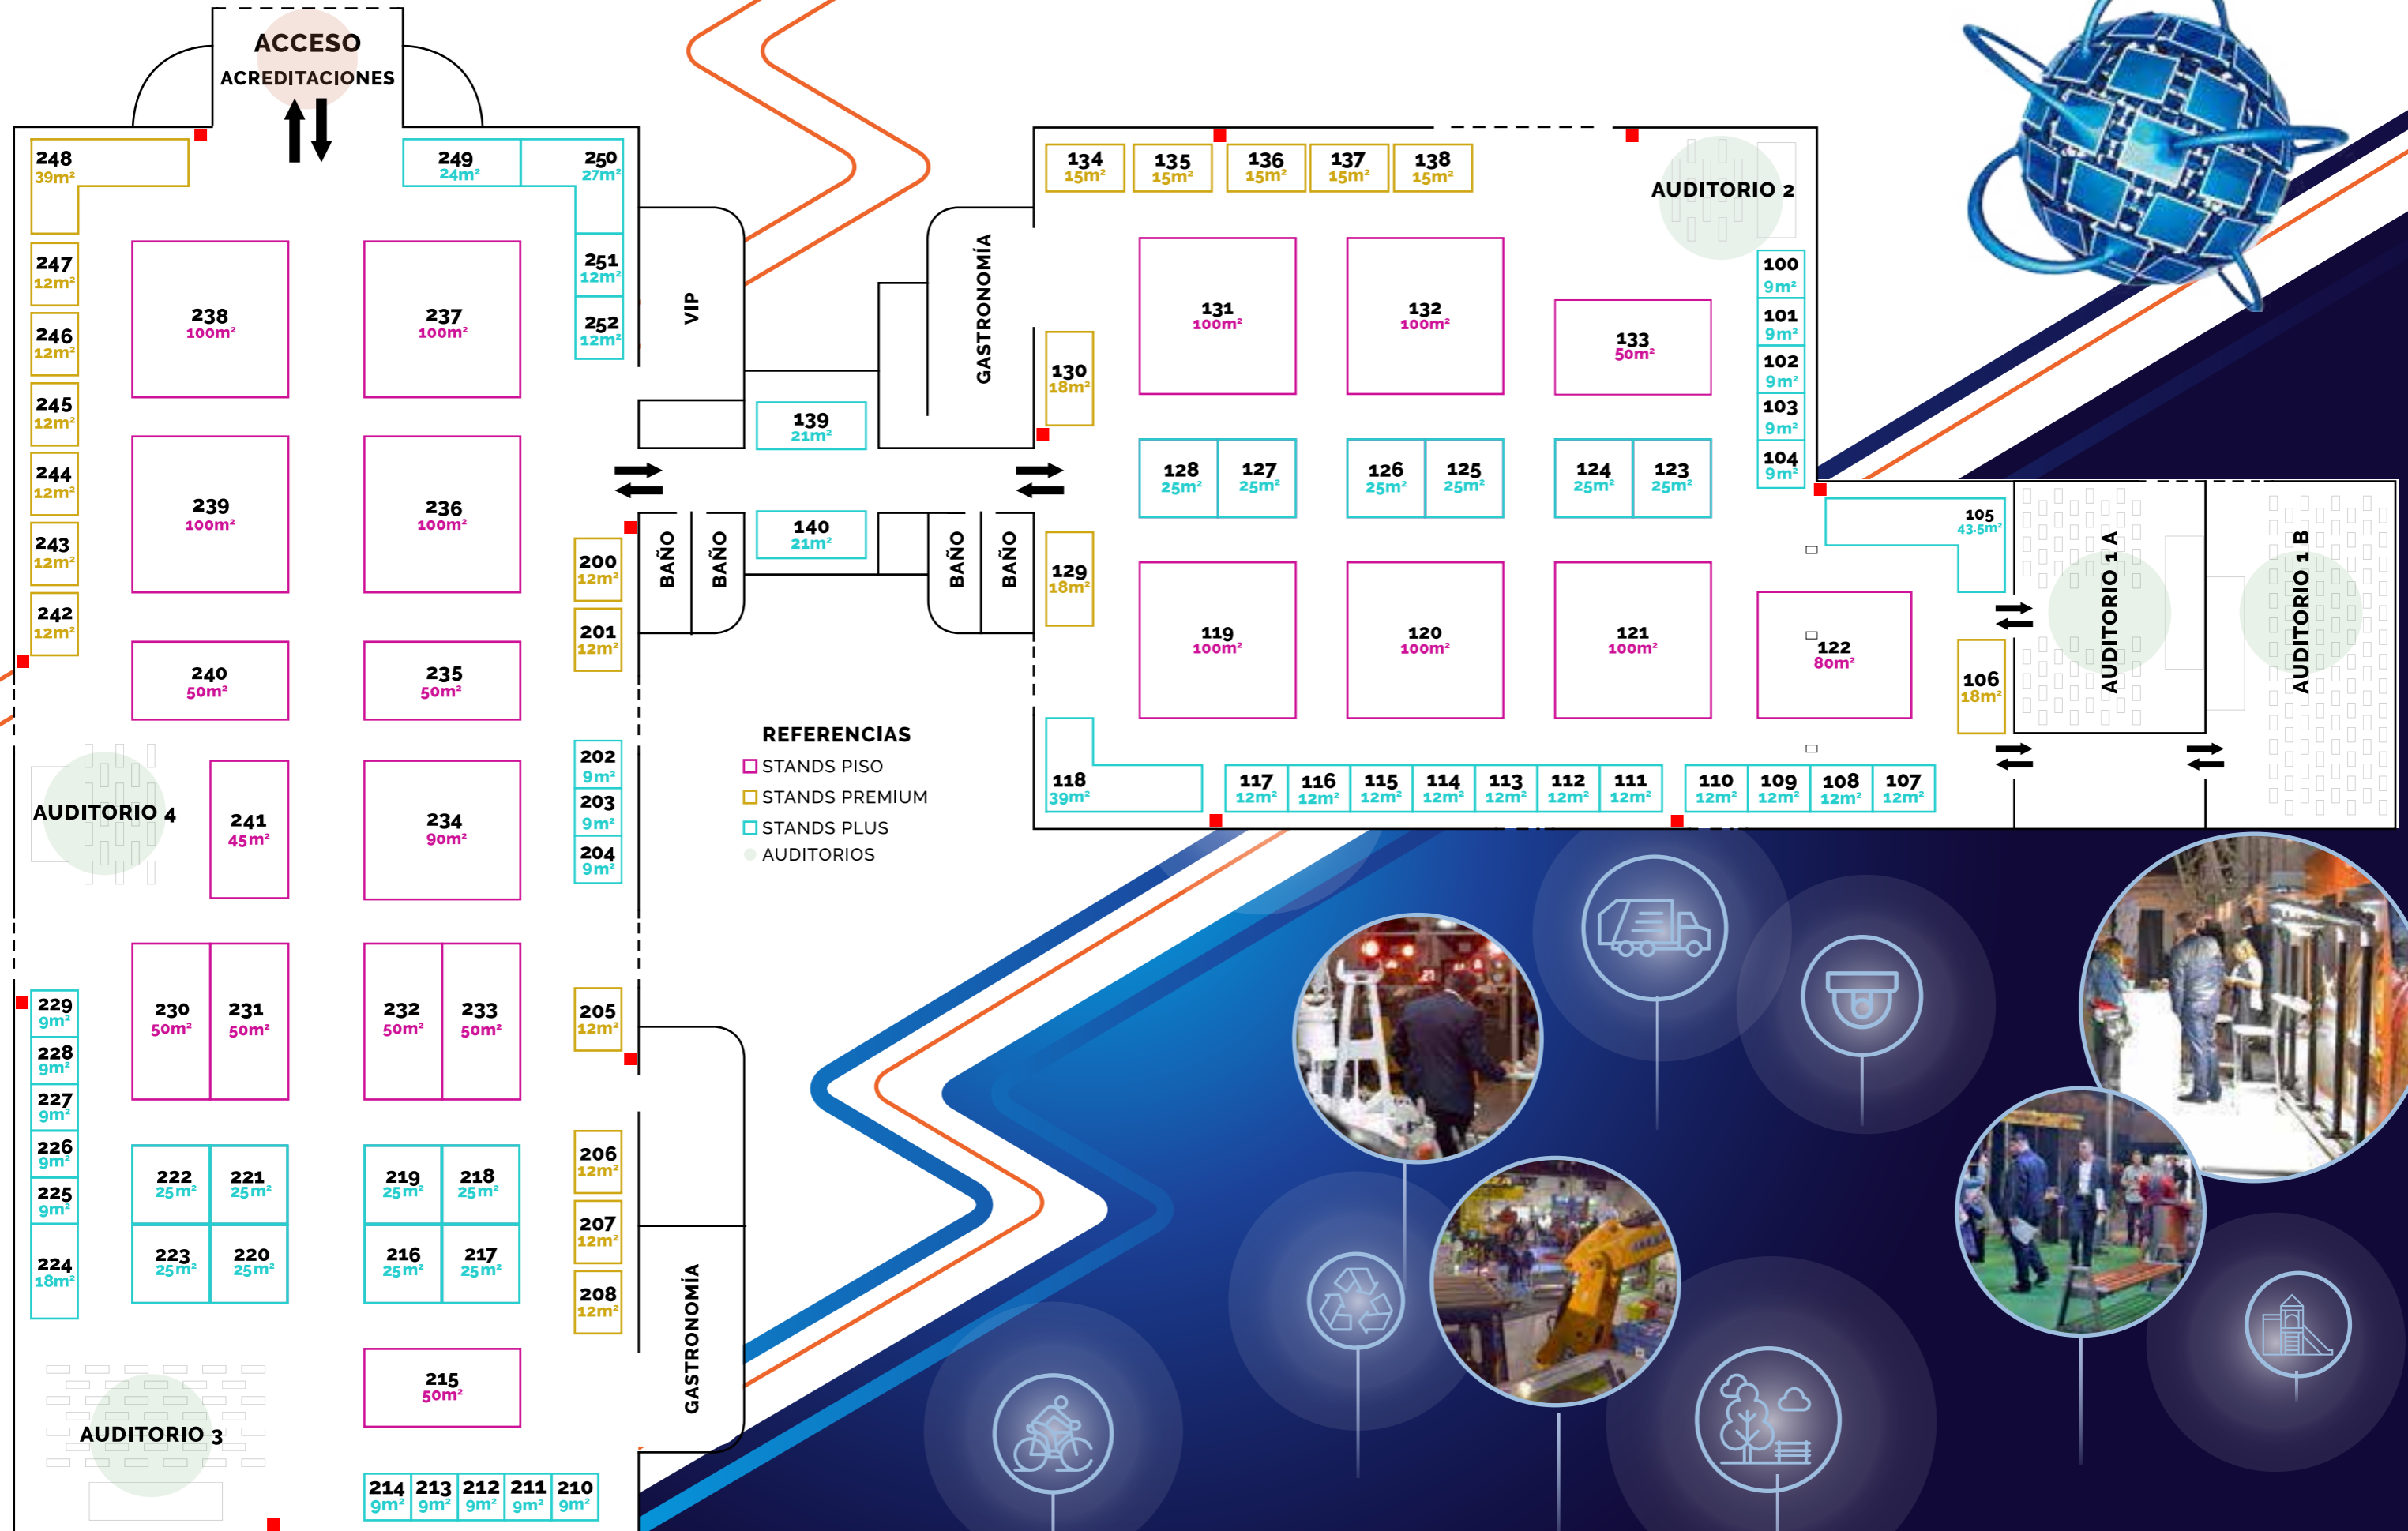 ACCESO
ACREDITACIONES
248
39m²
249
24m²
250
27m²
247
12m²
251
12m²
246
12m²
252
12m²
238
100m²
237
100m²
VIP
245
12m²
244
12m²
239
100m²
236
100m²
243
12m²
242
12m²
200
12m²
201
12m²
BAÑO
BAÑO
139
21m²
140
21m²
GASTRONOMÍA
BAÑO
BAÑO
240
50m²
235
50m²
AUDITORIO 4
241
45m²
234
90m²
202
9m²
203
9m²
204
9m²
REFERENCIAS
STANDS PISO
STANDS PREMIUM
STANDS PLUS
AUDITORIOS
229
9m²
228
9m²
227
9m²
226
9m²
225
9m²
224
18m²
230
50m²
231
50m²
232
50m²
233
50m²
205
12m²
222
25m²
221
25m²
219
25m²
218
25m²
223
25m²
220
25m²
216
25m²
217
25m²
206
12m²
207
12m²
208
12m²
GASTRONOMÍA
215
50m²
AUDITORIO 3
214
9m²
213
9m²
212
9m²
211
9m²
210
9m²
134
15m²
135
15m²
136
15m²
137
15m²
138
15m²
AUDITORIO 2
131
100m²
132
100m²
133
50m²
100
9m²
101
9m²
102
9m²
103
9m²
104
9m²
130
18m²
128
25m²
127
25m²
126
25m²
125
25m²
124
25m²
123
25m²
129
18m²
119
100m²
120
100m²
121
100m²
122
80m²
105
43.5m²
106
18m²
AUDITORIO 1 A
AUDITORIO 1 B
118
39m²
117
12m²
116
12m²
115
12m²
114
12m²
113
12m²
112
12m²
111
12m²
110
12m²
109
12m²
108
12m²
107
12m²